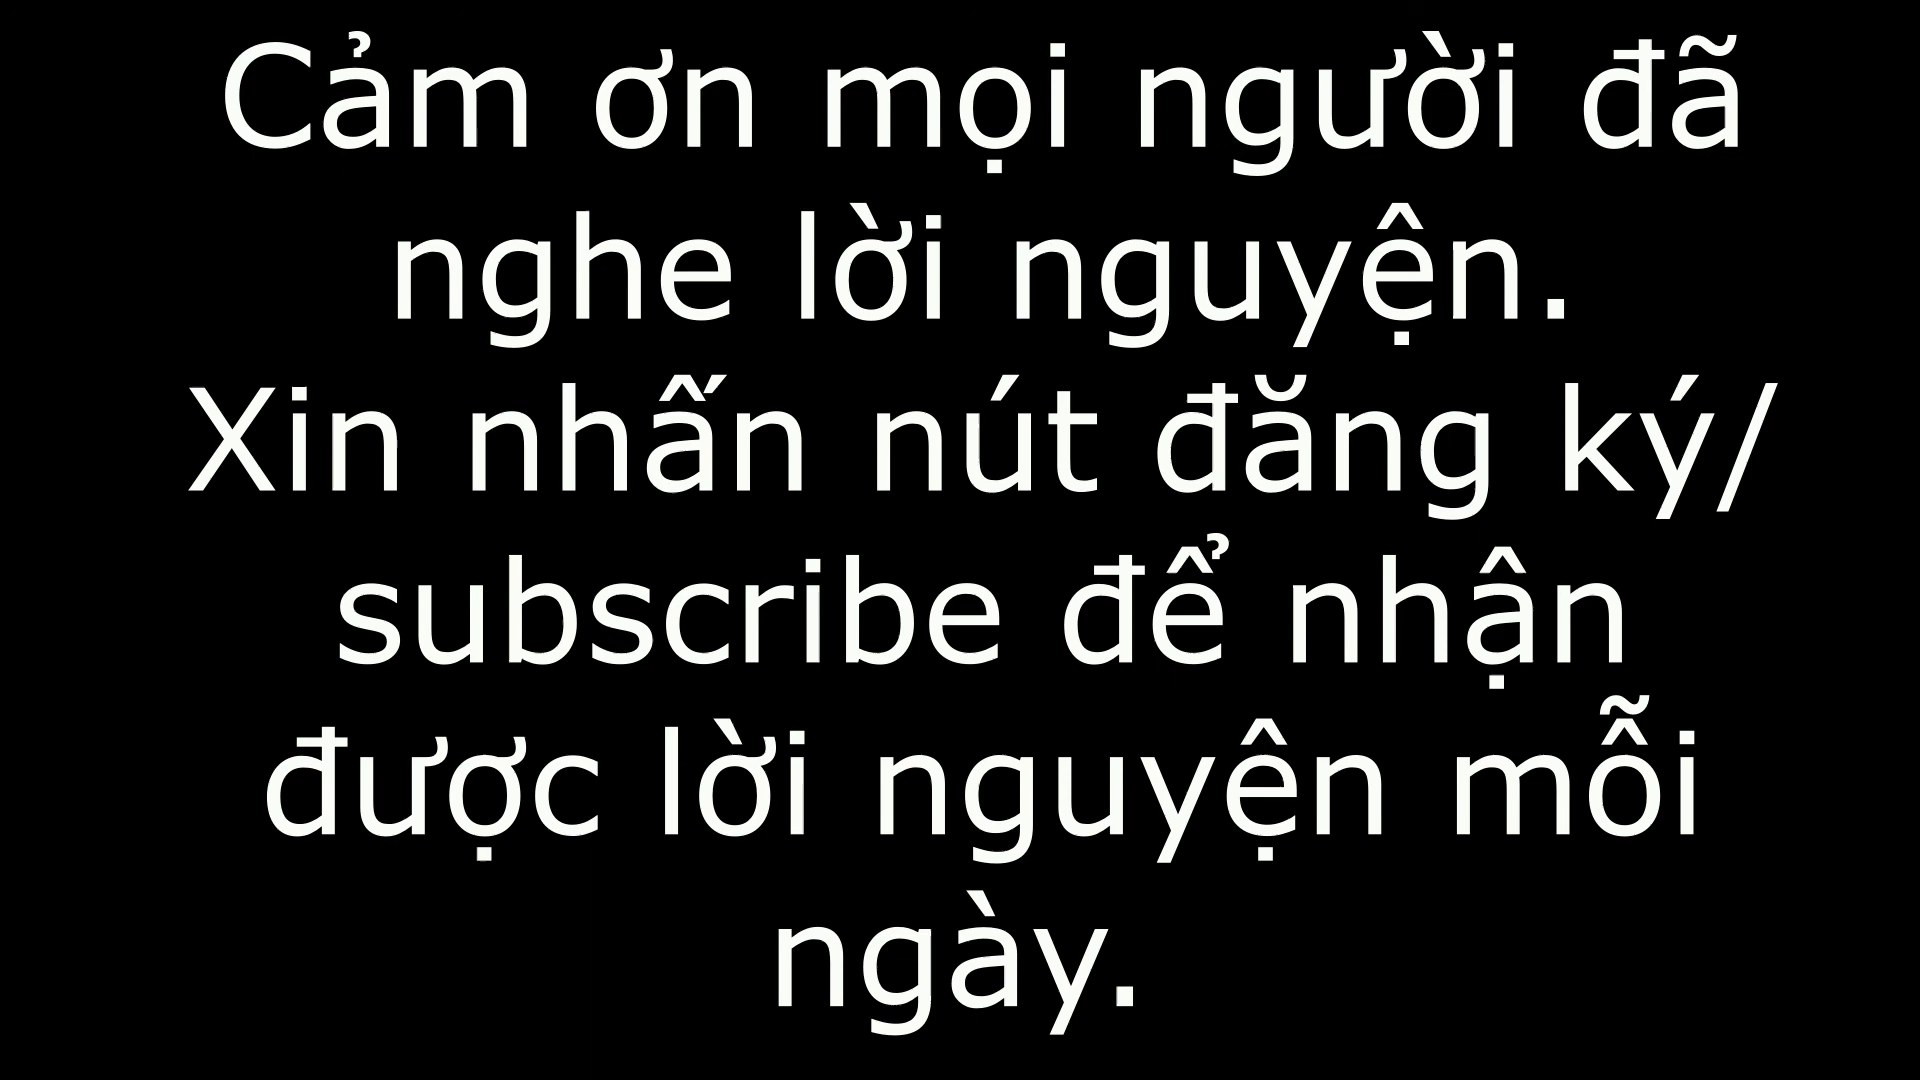 Cảm ơn mọi người đã
nghe lời nguyện.
Xin nhấn nút đăng ký/
subscribe để nhận
được lời nguyện mỗi
ngày.